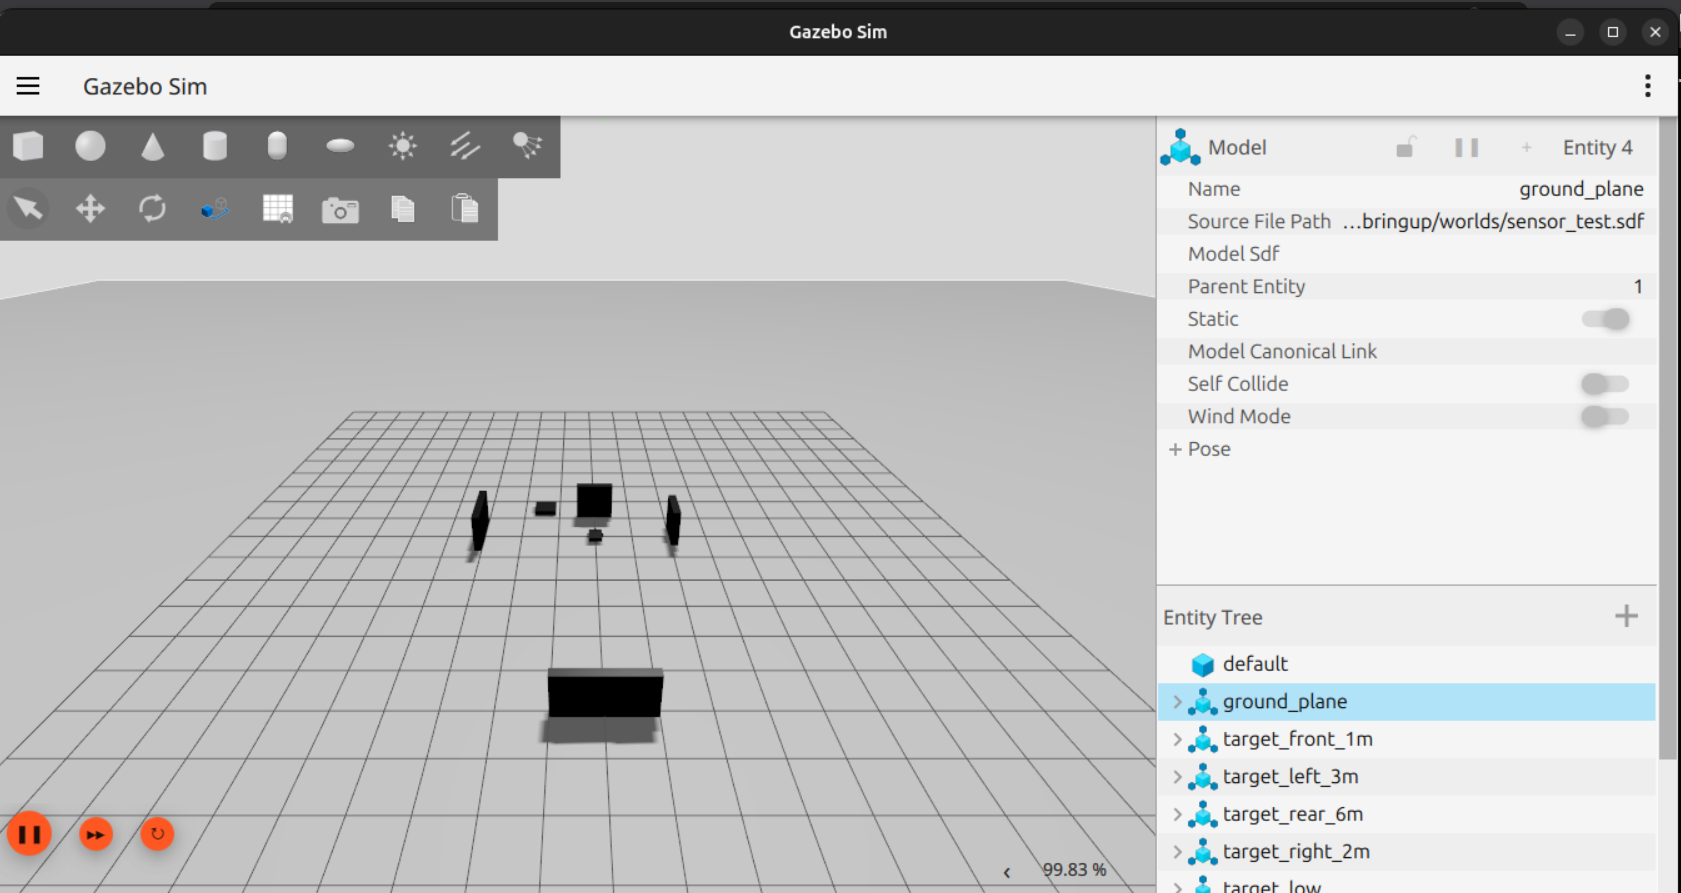 Gazebo Sim
Gazebo Sim
Model Entity 4
Name ground_plane
Source File Path ...bringup/worlds/sensor_test.sdf
Model Sdf
Parent Entity 1
Static
Model Canonical Link
Self Collide
Wind Mode
+ Pose
Entity Tree
default
ground_plane
target_front_1m
target_left_3m
target_rear_6m
target_right_2m
target_low
99.83 %